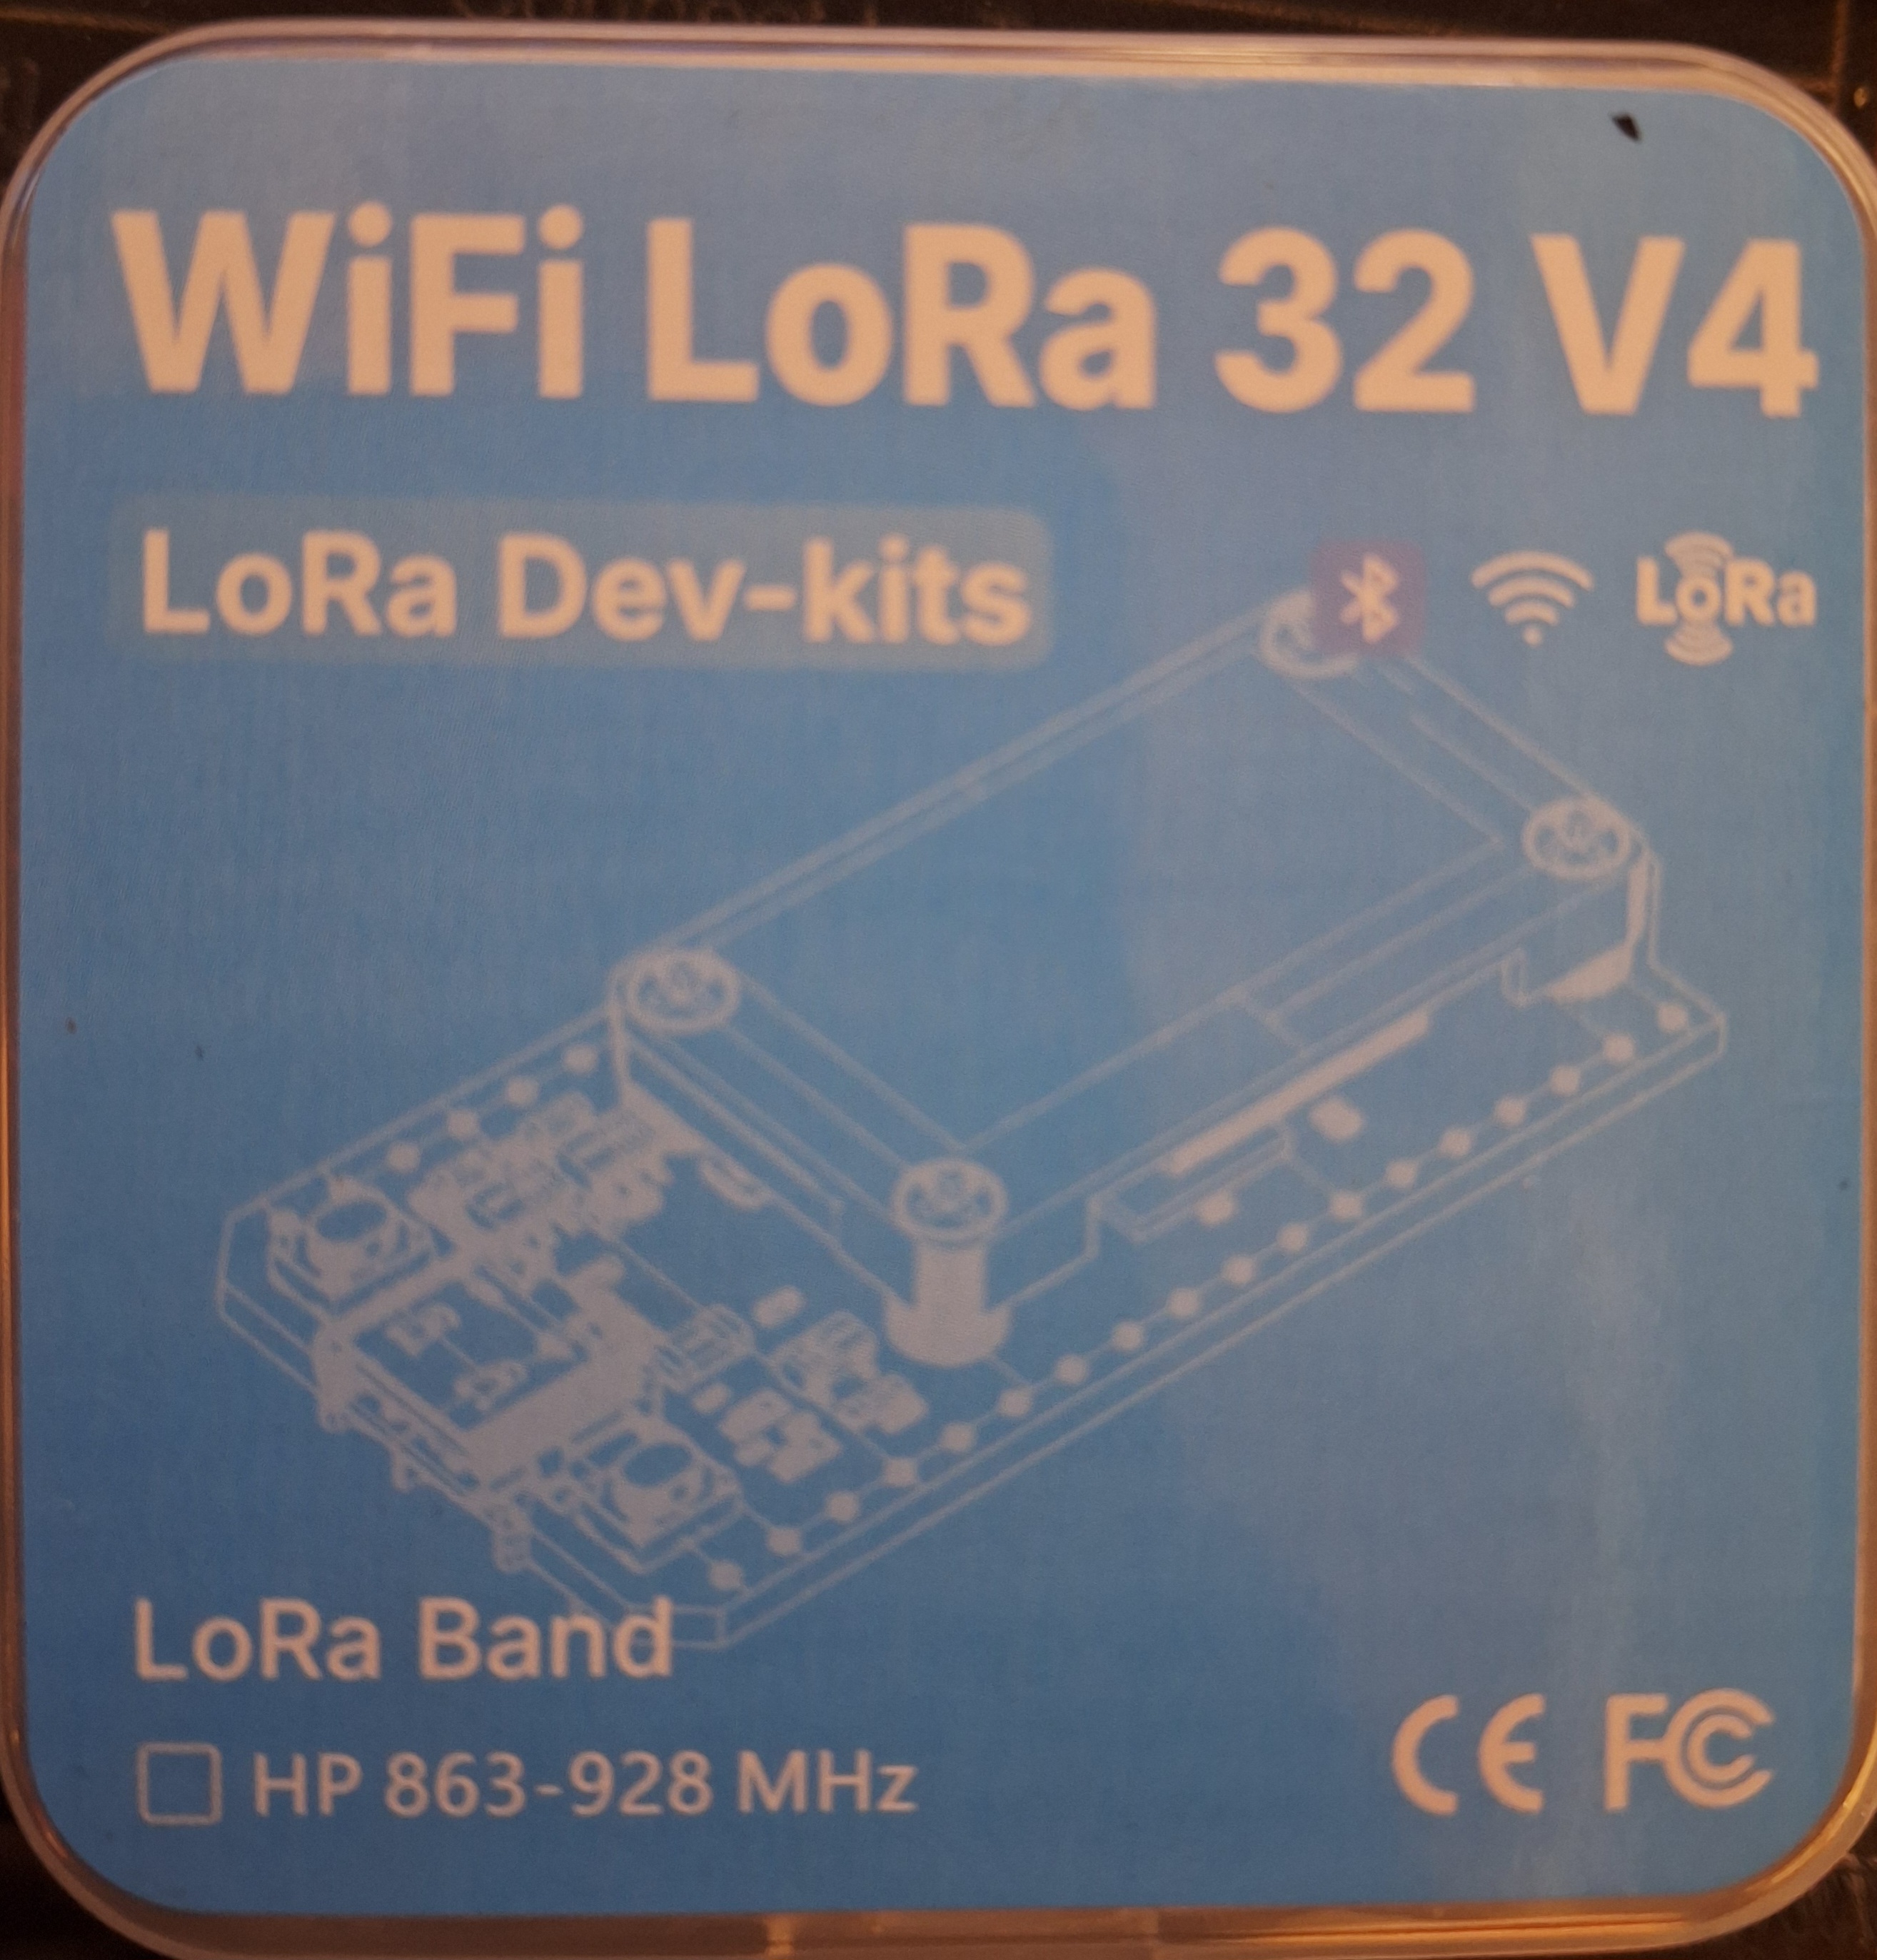 WiFi LoRa 32 V4
LoRa Dev-kits
LoRa
LoRa Band
HP 863-928 MHz
CE FC